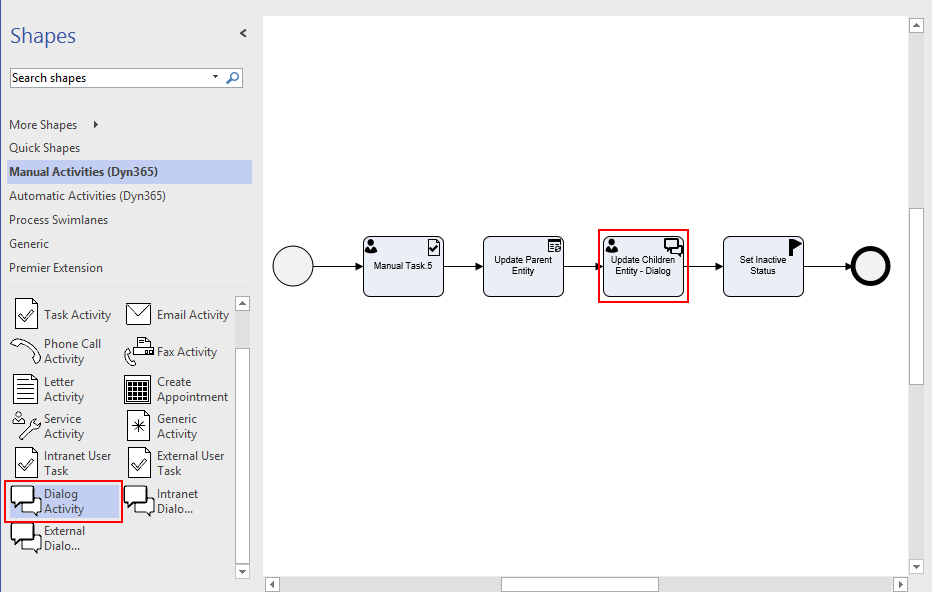 Shapes
Search shapes
More Shapes
Quick Shapes
Manual Activities (Dyn365)
Automatic Activities (Dyn365)
Process Swimlanes
Generic
Premier Extension
Task Activity
Email Activity
Phone Call
Activity
Fax Activity
Letter
Activity
Create
Appointment
Service
Activity
Generic
Activity
Intranet User
Task
External User
Task
Dialog
Activity
Intranet
Dialo...
External
Dialo...
Manual Task.5
Update Parent
Entity
Update Children
Entity - Dialog
Set Inactive
Status